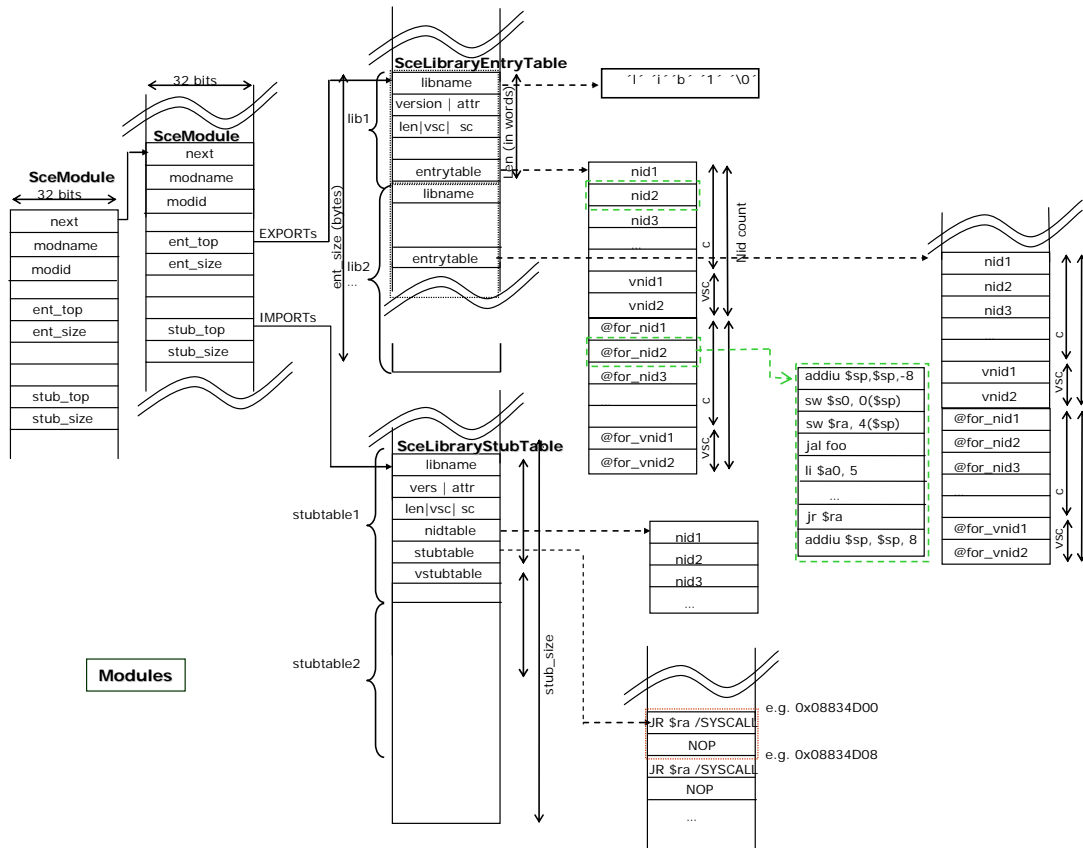 SceModule
32 bits
next
modname
modid
ent_top
ent_size
stub_top
stub_size
32 bits
SceModule
next
modname
modid
ent_top
ent_size
stub_top
stub_size
EXPORTs
IMPORTs
SceLibraryEntryTable
libname
version | attr
len|vsc| sc
entrytable
libname
entrytable
lib1
lib2
...
ent_size (bytes)
Len (in words)
´l´ ´i´´b´ ´1´ ´\0´
nid1
nid2
nid3
...
vnid1
vnid2
@for_nid1
@for_nid2
@for_nid3
...
@for_vnid1
@for_vnid2
c
vsc
Nid count
c
vsc
addiu $sp,$sp,-8
sw $s0, 0($sp)
sw $ra, 4($sp)
jal foo
li $a0, 5
...
jr $ra
addiu $sp, $sp, 8
nid1
nid2
nid3
...
vnid1
vnid2
@for_nid1
@for_nid2
@for_nid3
...
@for_vnid1
@for_vnid2
c
vsc
c
vsc
SceLibraryStubTable
libname
vers | attr
len|vsc| sc
nidtable
stubtable
vstubtable
stubtable1
stubtable2
stub_size
nid1
nid2
nid3
...
JR $ra /SYSCALL
NOP
JR $ra /SYSCALL
NOP
...
e.g. 0x08834D00
e.g. 0x08834D08
Modules